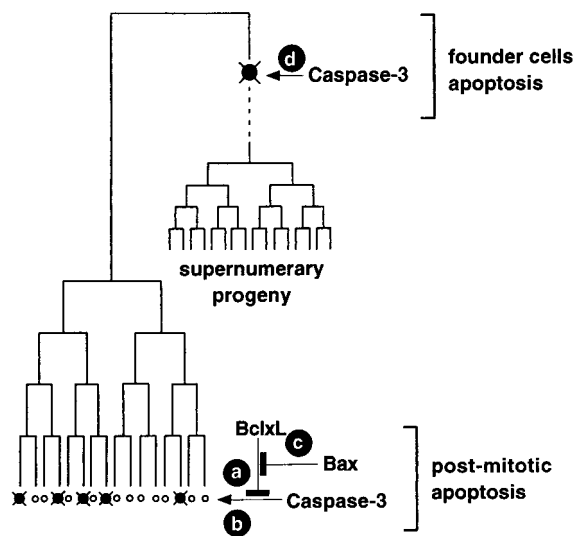 d
Caspase-3
founder cells
apoptosis
supernumerary
progeny
BclxL
c
a
Bax
Caspase-3
b
post-mitotic
apoptosis